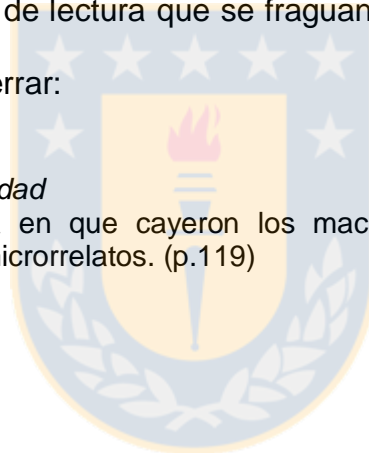 de lectura que se fraguan
errar:
dad
en que cayeron los mac
icrorrelatos. (p.119)